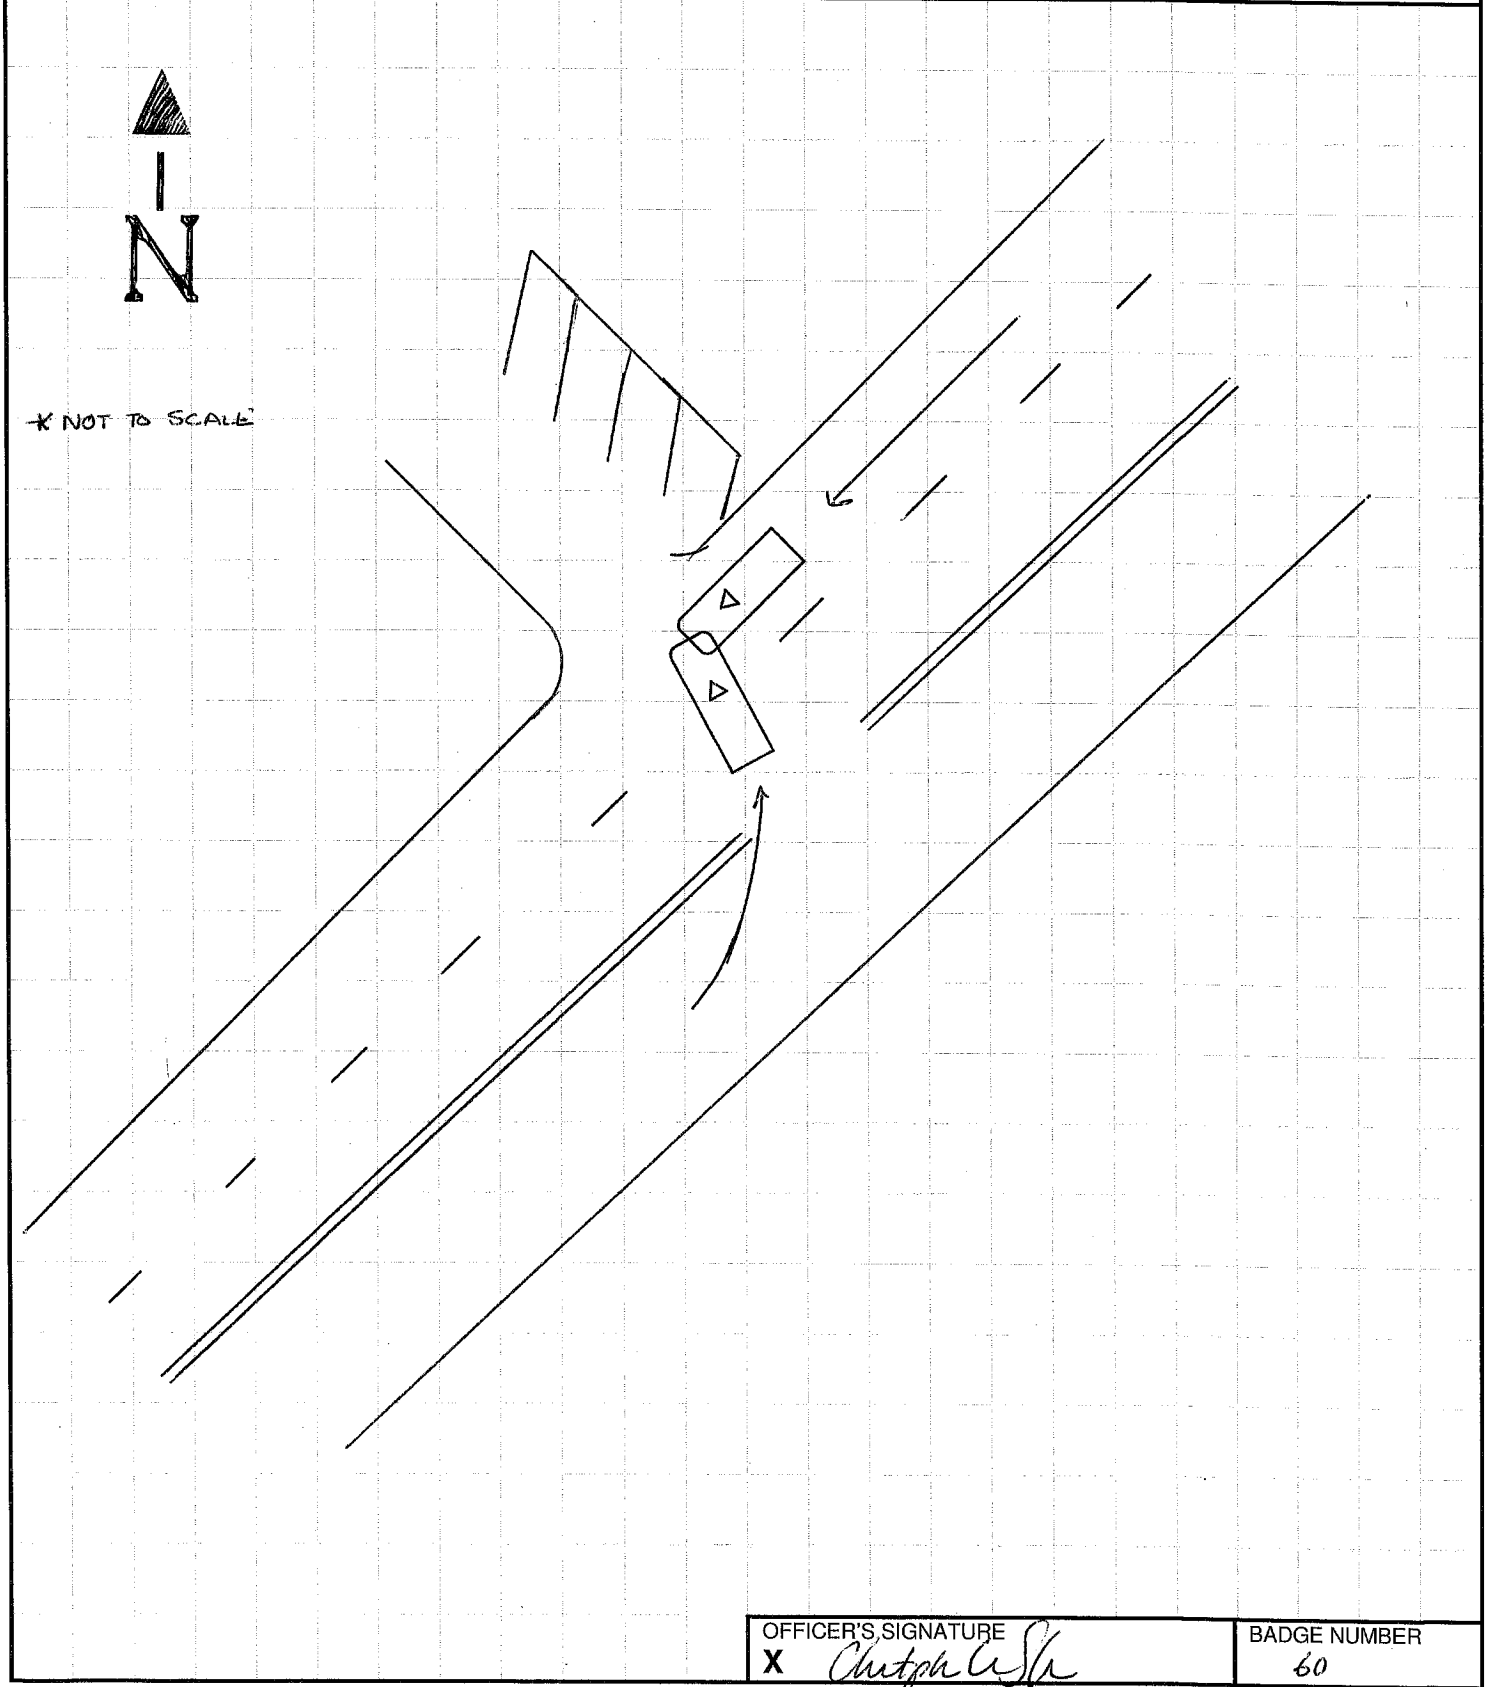 N
* NOT TO SCALE
OFFICER'S SIGNATURE
X
BADGE NUMBER
60